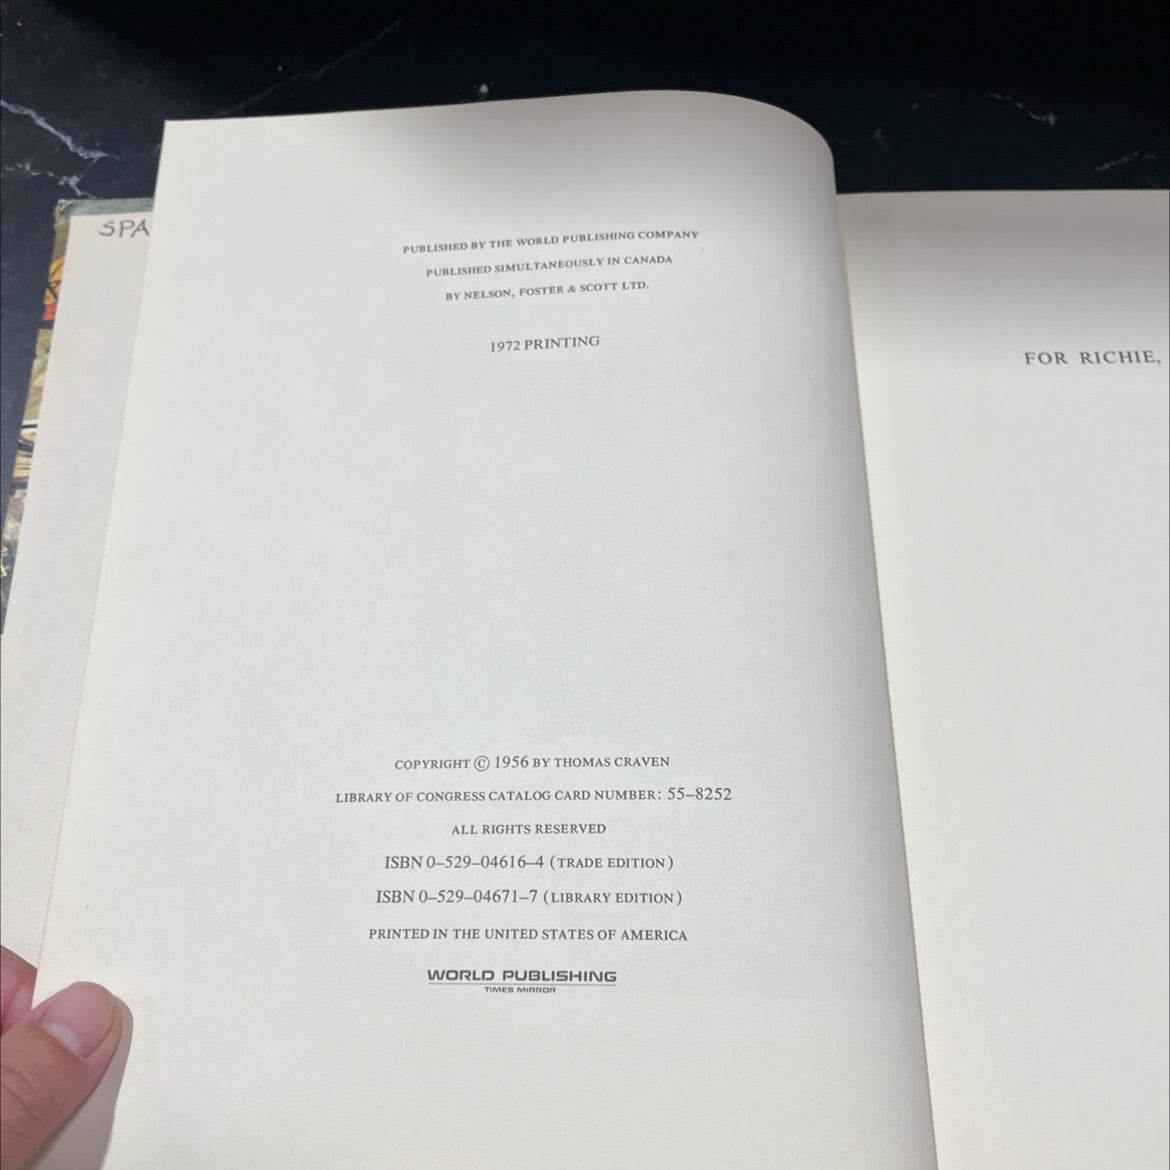 SPA
PUBLISHED BY THE WORLD PUBLISHING COMPANY
PUBLISHED SIMULTANEOUSLY IN CANADA
BY NELSON, FOSTER & SCOTT LTD.
1972 PRINTING
COPYRIGHT © 1956 BY THOMAS CRAVEN
LIBRARY OF CONGRESS CATALOG CARD NUMBER: 55–8252
ALL RIGHTS RESERVED
ISBN 0–529–04616–4 (TRADE EDITION)
ISBN 0–529–04671–7 (LIBRARY EDITION)
PRINTED IN THE UNITED STATES OF AMERICA
WORLD PUBLISHING
TIMES MIRROR
FOR RICHIE,